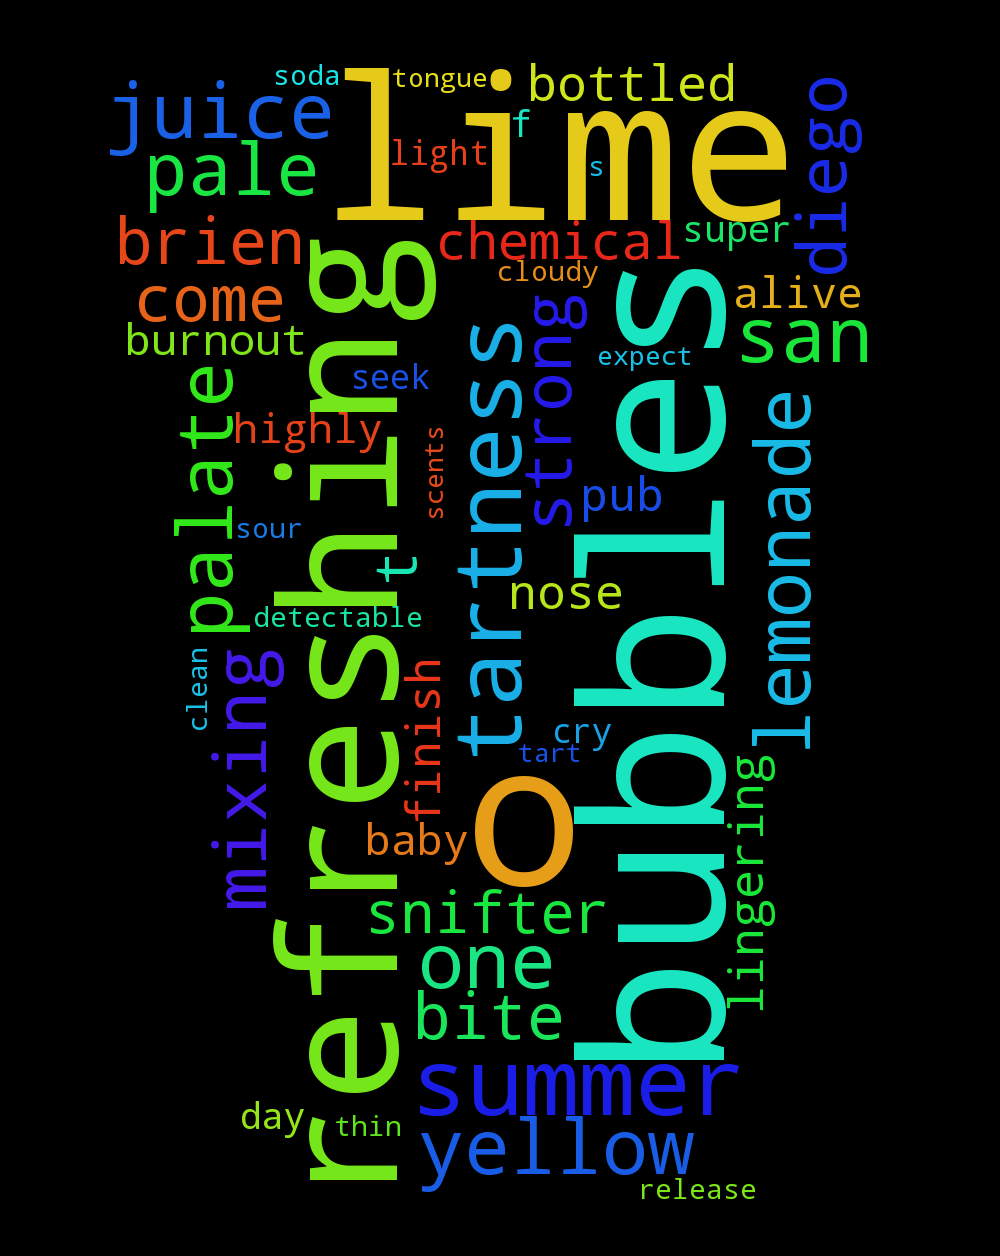 soda
tongue
lime
bottled
juice
diego
f
light
s
pale
brien
chemical
super
cloudy
come
alive
burnout
refreshing
tartness
strong
bubbles
expect
san
seek
palate
highly
scents
lemonade
pub
sour
t
nose
detectable
clean
mixing
finish
cry
tart
o
baby
lingering
snifter
one
bite
summer
day
thin
yellow
release